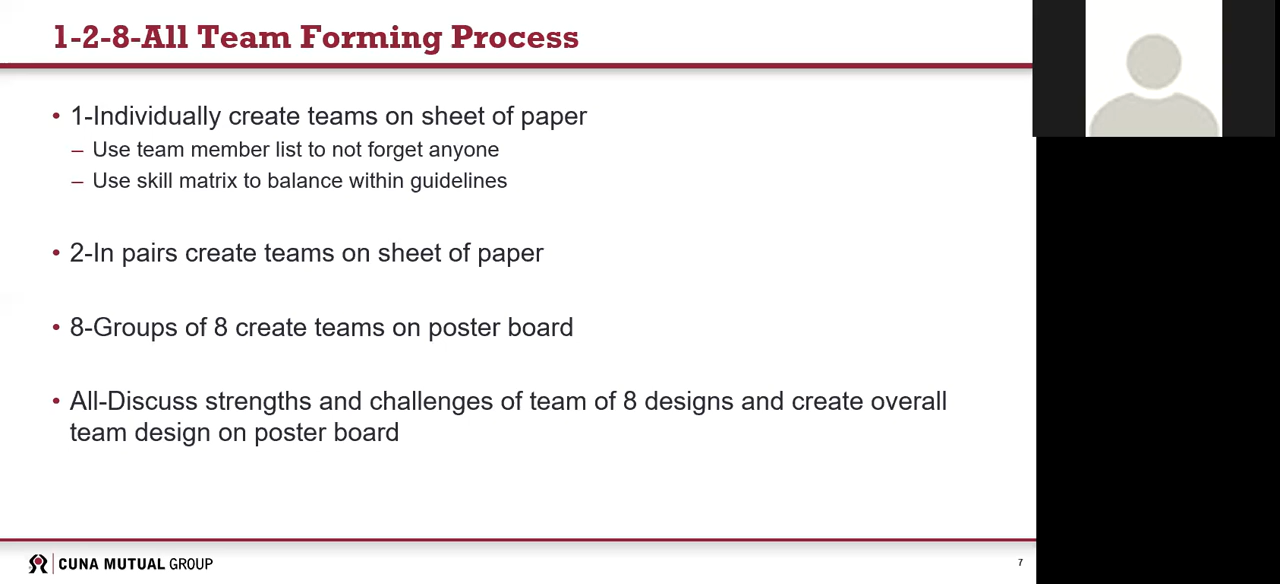 1-2-8-All Team Forming Process
• 1-Individually create teams on sheet of paper
– Use team member list to not forget anyone
– Use skill matrix to balance within guidelines
• 2-In pairs create teams on sheet of paper
• 8-Groups of 8 create teams on poster board
• All-Discuss strengths and challenges of team of 8 designs and create overall
team design on poster board
CUNA MUTUAL GROUP
7